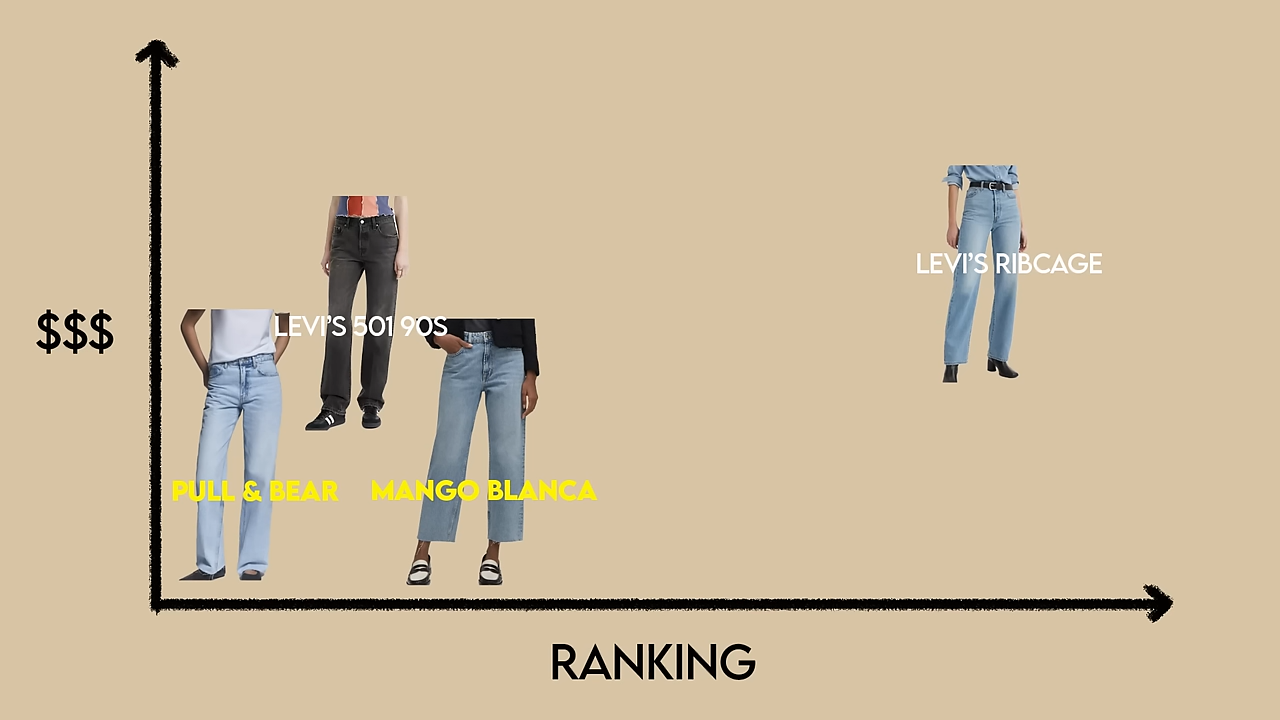 LEVI'S RIBCAGE
LEVI'S 501 90S
$$$
PULL & BEAR
MANGO BLANCA
RANKING